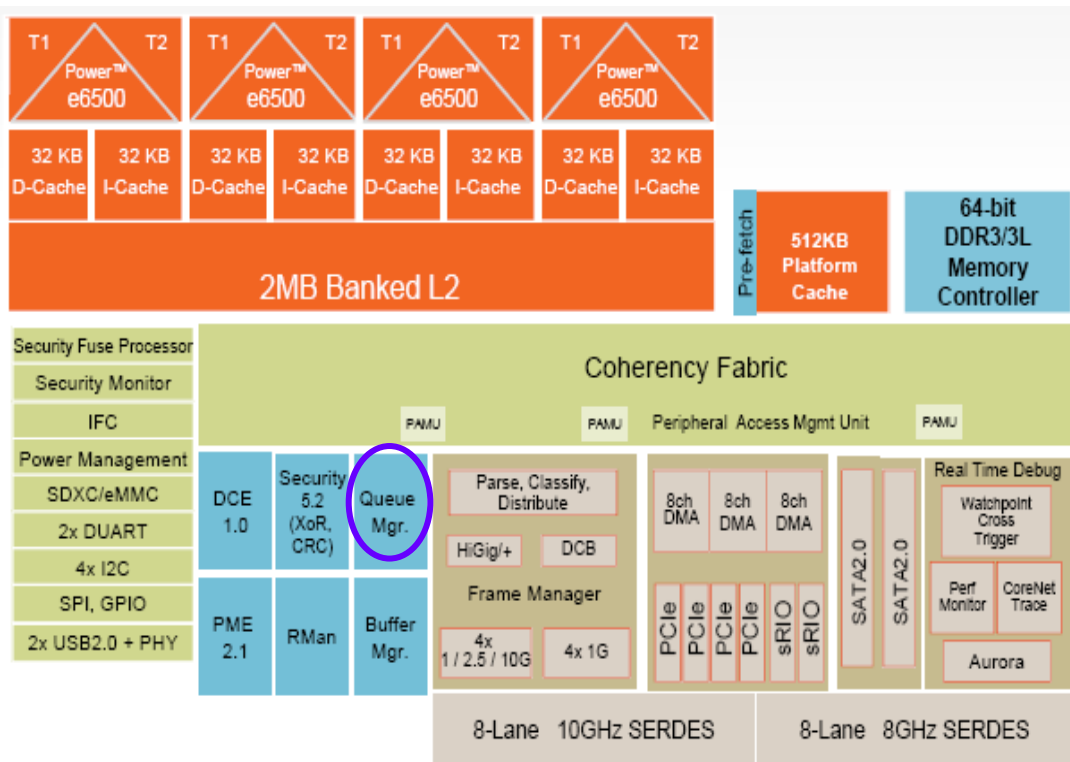 T1 T2 T1 T2 T1 T2 T1 T2
Power™ Power™ Power™ Power™
e6500 e6500 e6500 e6500
32 KB 32 KB 32 KB 32 KB 32 KB 32 KB 32 KB 32 KB
D-Cache I-Cache D-Cache I-Cache D-Cache I-Cache D-Cache I-Cache
2MB Banked L2
Pre-fetch
512KB
Platform
Cache
64-bit
DDR3/3L
Memory
Controller
Security Fuse Processor
Security Monitor
IFC
Power Management
SDXC/eMMC
2x DUART
4x I2C
SPI, GPIO
2x USB2.0 + PHY
Coherency Fabric
PAMU PAMU Peripheral Access Mgmt Unit PAMU
DCE
1.0
Security
5.2
(XoR,
CRC)
Queue
Mgr.
PME
2.1
RMan
Buffer
Mgr.
Parse, Classify,
Distribute
HiGig/+ DCB
Frame Manager
4x
1 / 2.5 / 10G
4x 1G
8ch
DMA
8ch
DMA
8ch
DMA
PCIe
PCIe
PCIe
PCIe
sRIO
sRIO
SATA2.0
SATA2.0
Real Time Debug
Watchpoint
Cross
Trigger
Perf
Monitor
CoreNet
Trace
Aurora
8-Lane 10GHz SERDES
8-Lane 8GHz SERDES